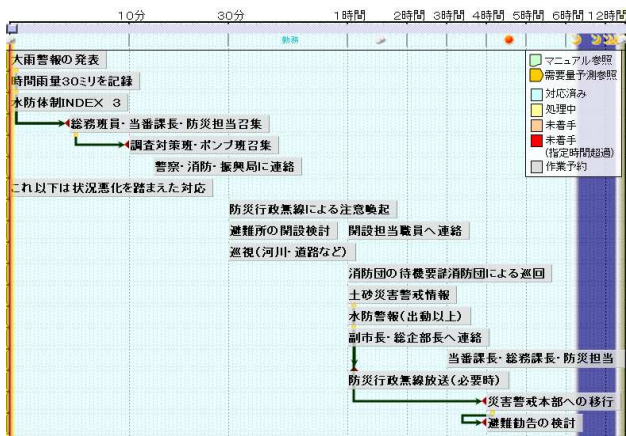 10分 30分 1時間 2時間 3時間 4時間 5時間 6時間 12時間
勤務
大雨警報の発表
マニュアル参照
時間雨量30ミリを記録
需要量予測参照
水防体制INDEX 3
対応済み
処理中
総務班員・当番課長・防災担当召集
未着手
調査対策班・ポンプ班召集
未着手
(指定時間超過)
警察・消防・振興局に連絡
作業予約
これ以下は状況悪化を踏まえた対応
防災行政無線による注意喚起
避難所の開設検討 開設担当職員へ連絡
巡視(河川・道路など)
消防団の待機要請消防団による巡回
土砂災害警戒情報
水防警報(出動以上)
副市長・総企部長へ連絡
当番課長・総務課長・防災担当
防災行政無線放送(必要時)
災害警戒本部への移行
避難勧告の検討